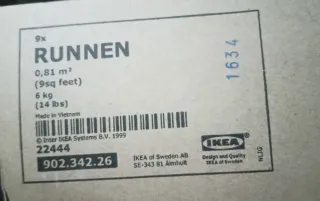 9x
RUNNEN
0,81 m²
(9sq feet)
6 kg
(14 lbs)
Made in Vietnam
1634
© Inter IKEA Systems B.V. 1999
22444
902.342.26
IKEA of Sweden AB
SE-343 81 Älmhult
IKEA
Design and Quality
IKEA of Sweden